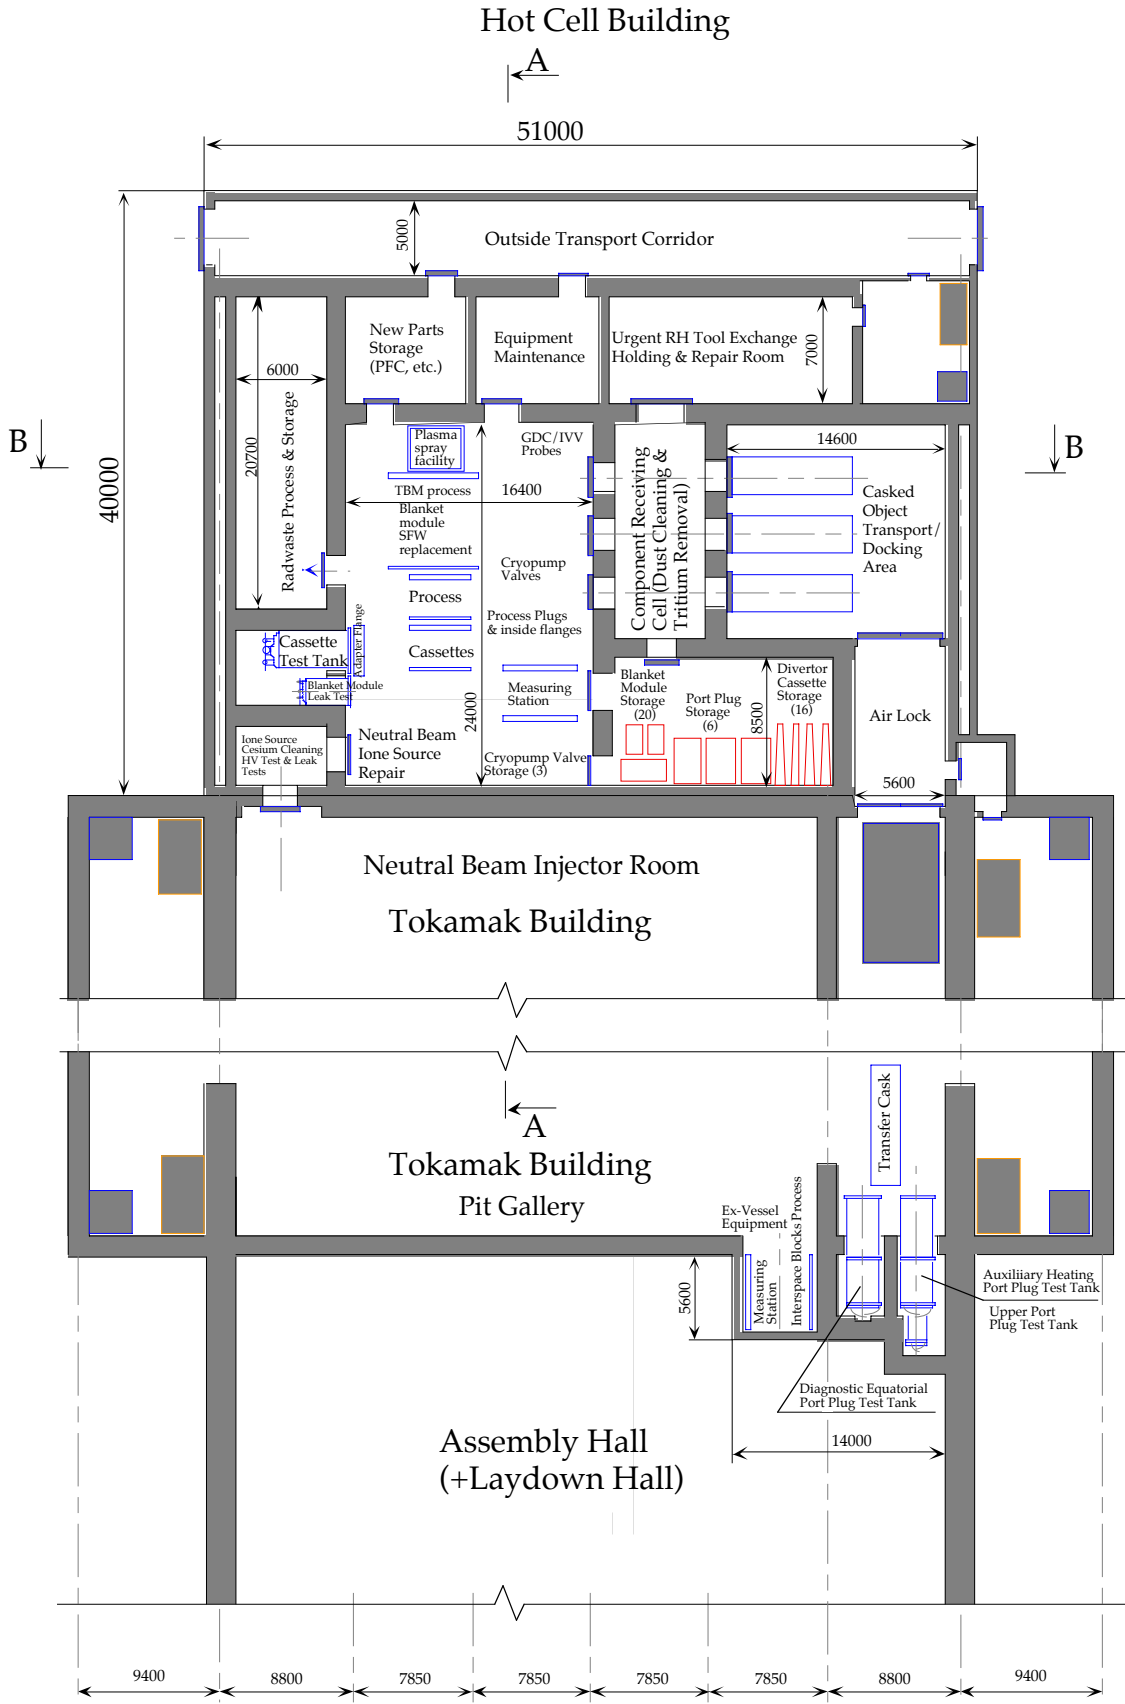 Hot Cell Building
A
51000
5000
Outside Transport Corridor
40000
New Parts
Storage
(PFC, etc.)
Equipment
Maintenance
Urgent RH Tool Exchange
Holding & Repair Room
7000
6000
20700
Radwaste Process & Storage
B
B
Plasma
spray
facility
GDC/IVV
Probes
TBM process
16400
Blanket
module
SFW
replacement
Component Receiving
Cell (Dust Cleaning &
Tritium Removal)
14600
Casked
Object
Transport/
Docking
Area
Cryopump
Valves
Process
Process Plugs
& inside flanges
Cassettes
Cassette
Test Tank
Adapter Flange
Blanket Module
Leak Test
24000
Measuring
Station
Blanket
Module
Storage
(20)
Port Plug
Storage
(6)
8500
Divertor
Cassette
Storage
(16)
Air Lock
Ione Source
Cesium Cleaning
HV Test & Leak
Tests
Neutral Beam
Ione Source
Repair
Cryopump Valve
Storage (3)
5600
Neutral Beam Injector Room
Tokamak Building
A
Tokamak Building
Pit Gallery
Transfer Cask
Ex-Vessel
Equipment
Interspace Blocks Process
Measuring
Station
5600
Auxiliiary Heating
Port Plug Test Tank
Upper Port
Plug Test Tank
Diagnostic Equatorial
Port Plug Test Tank
14000
Assembly Hall
(+Laydown Hall)
9400
8800
7850
7850
7850
7850
8800
9400